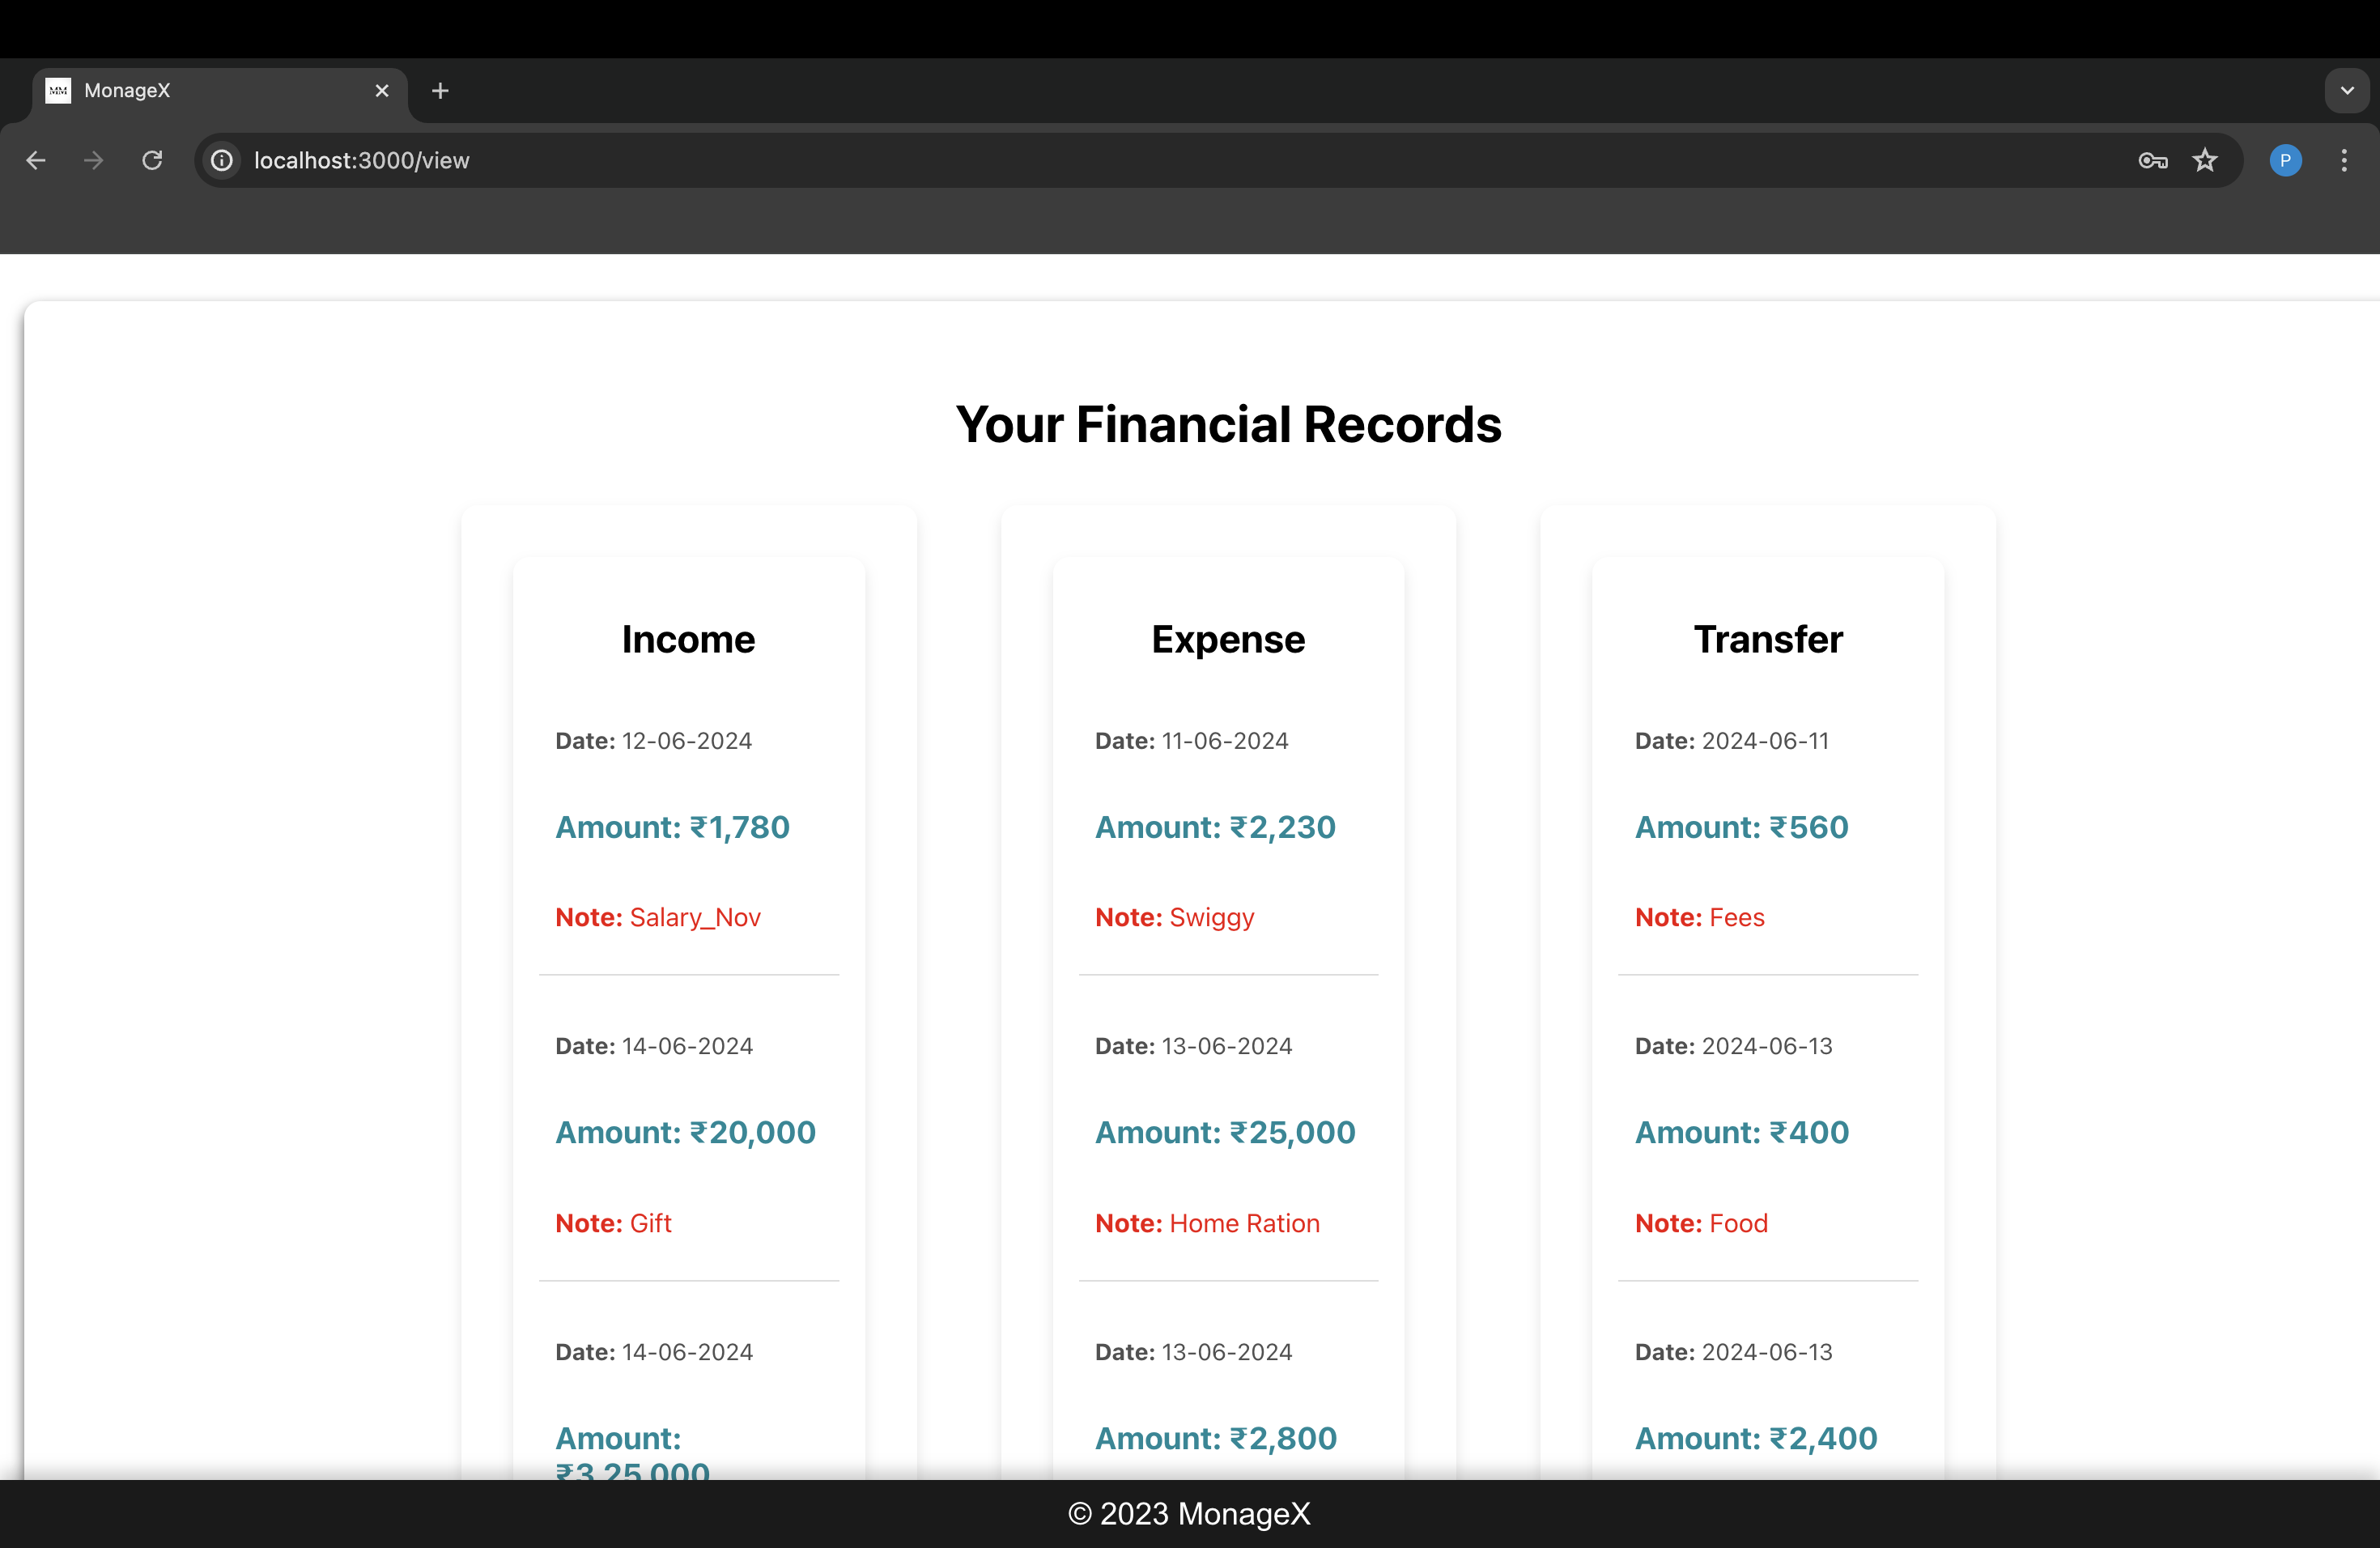 MonageX
localhost:3000/view
P
Your Financial Records
Income
Date: 12-06-2024
Amount: ₹1,780
Note: Salary_Nov
Date: 14-06-2024
Amount: ₹20,000
Note: Gift
Date: 14-06-2024
Amount:
₹3,25,000
Expense
Date: 11-06-2024
Amount: ₹2,230
Note: Swiggy
Date: 13-06-2024
Amount: ₹25,000
Note: Home Ration
Date: 13-06-2024
Amount: ₹2,800
Transfer
Date: 2024-06-11
Amount: ₹560
Note: Fees
Date: 2024-06-13
Amount: ₹400
Note: Food
Date: 2024-06-13
Amount: ₹2,400
© 2023 MonageX